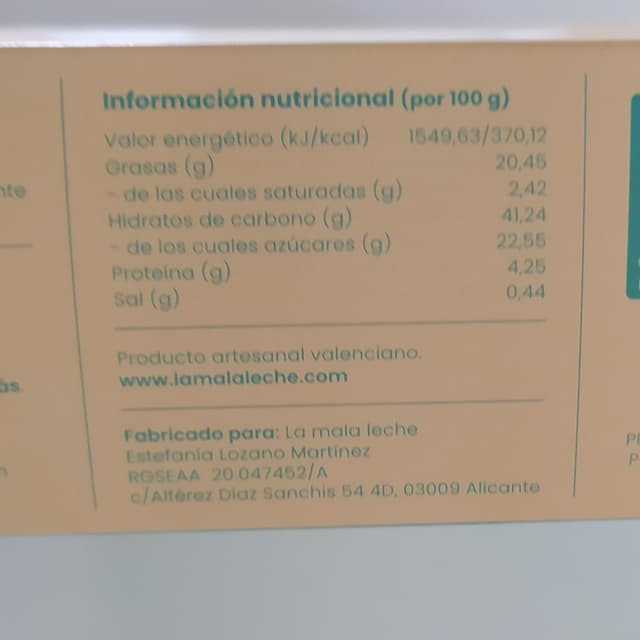 Información nutricional (por 100 g)
Valor energético (kJ/kcal) 1549,63/370,12
Grasas (g) 20,45
- de las cuales saturadas (g) 2,42
Hidratos de carbono (g) 41,24
- de los cuales azúcares (g) 22,55
Proteína (g) 4,25
Sal (g) 0,44
Producto artesanal valenciano.
www.lamalaleche.com
Fabricado para: La mala leche
Estefanía Lozano Martínez
RGSEAA 20.047452/A
c/Alférez Díaz Sanchis 54 4D, 03009 Alicante